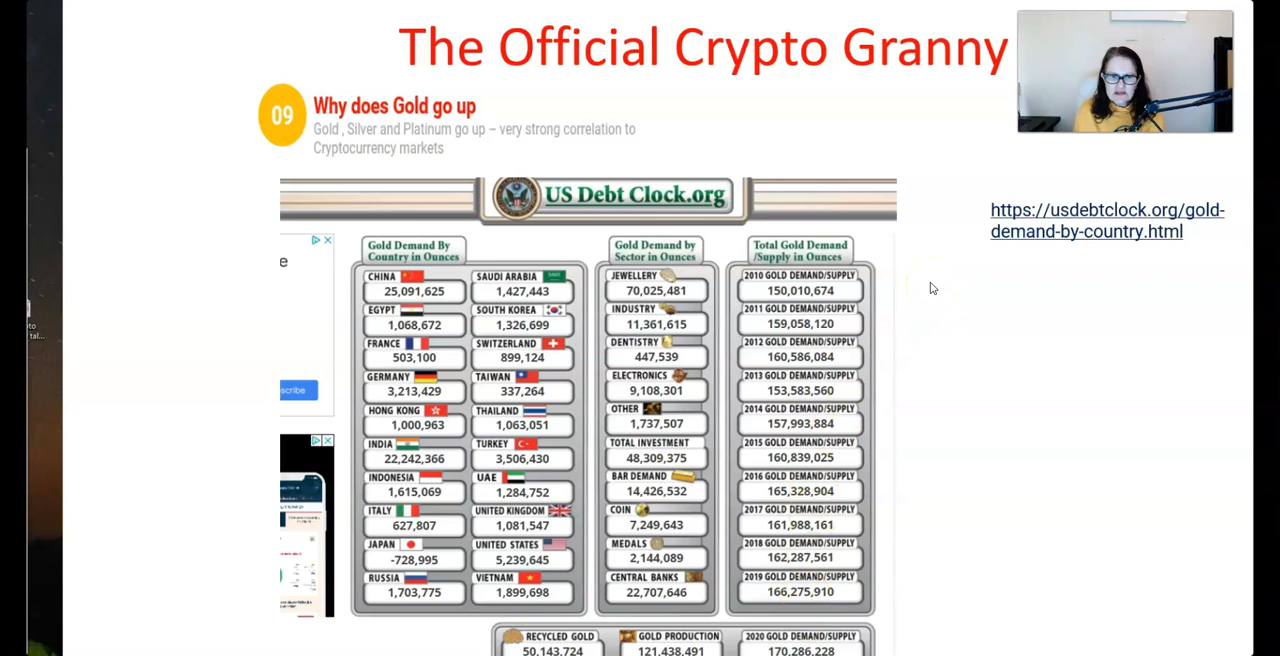 The Official Crypto Granny
09
Why does Gold go up
Gold , Silver and Platinum go up – very strong correlation to
Cryptocurrency markets
US Debt Clock.org
https://usdebtclock.org/gold-
demand-by-country.html
Gold Demand By
Country in Ounces
CHINA
25,091,625
SAUDI ARABIA
1,427,443
EGYPT
1,068,672
SOUTH KOREA
1,326,699
FRANCE
503,100
SWITZERLAND
899,124
GERMANY
3,213,429
TAIWAN
337,264
HONG KONG
1,000,963
THAILAND
1,063,051
INDIA
22,242,366
TURKEY
3,506,430
INDONESIA
1,615,069
UAE
1,284,752
ITALY
627,807
UNITED KINGDOM
1,081,547
JAPAN
-728,995
UNITED STATES
5,239,645
RUSSIA
1,703,775
VIETNAM
1,899,698
Gold Demand by
Sector in Ounces
JEWELLERY
70,025,481
INDUSTRY
11,361,615
DENTISTRY
447,539
ELECTRONICS
9,108,301
OTHER
1,737,507
TOTAL INVESTMENT
48,309,375
BAR DEMAND
14,426,532
COIN
7,249,643
MEDALS
2,144,089
CENTRAL BANKS
22,707,646
Total Gold Demand
/Supply in Ounces
2010 GOLD DEMAND/SUPPLY
150,010,674
2011 GOLD DEMAND/SUPPLY
159,058,120
2012 GOLD DEMAND/SUPPLY
160,586,084
2013 GOLD DEMAND/SUPPLY
153,583,560
2014 GOLD DEMAND/SUPPLY
157,993,884
2015 GOLD DEMAND/SUPPLY
160,839,025
2016 GOLD DEMAND/SUPPLY
165,328,904
2017 GOLD DEMAND/SUPPLY
161,988,161
2018 GOLD DEMAND/SUPPLY
162,287,561
2019 GOLD DEMAND/SUPPLY
166,275,910
RECYCLED GOLD
50,143,724
GOLD PRODUCTION
121,438,491
2020 GOLD DEMAND/SUPPLY
170,286,228
e
scribe
to
tal...